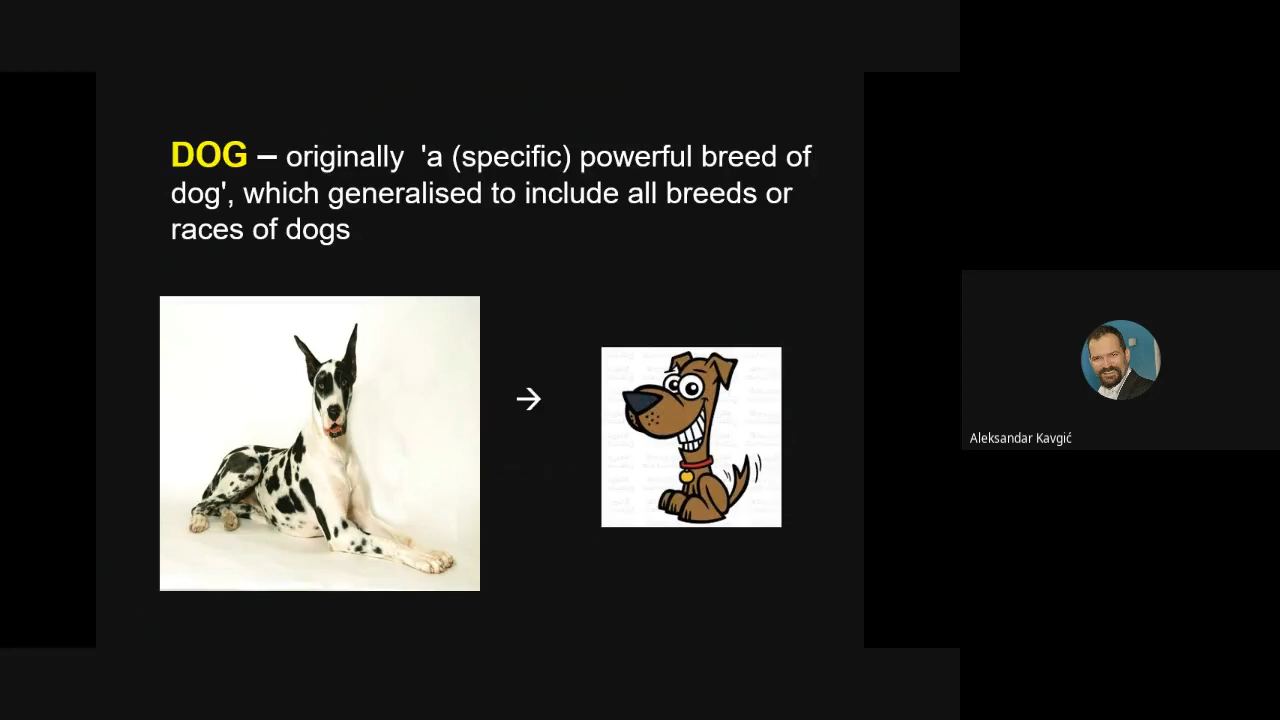 DOG – originally 'a (specific) powerful breed of
dog', which generalised to include all breeds or
races of dogs
→
Aleksandar Kavgić